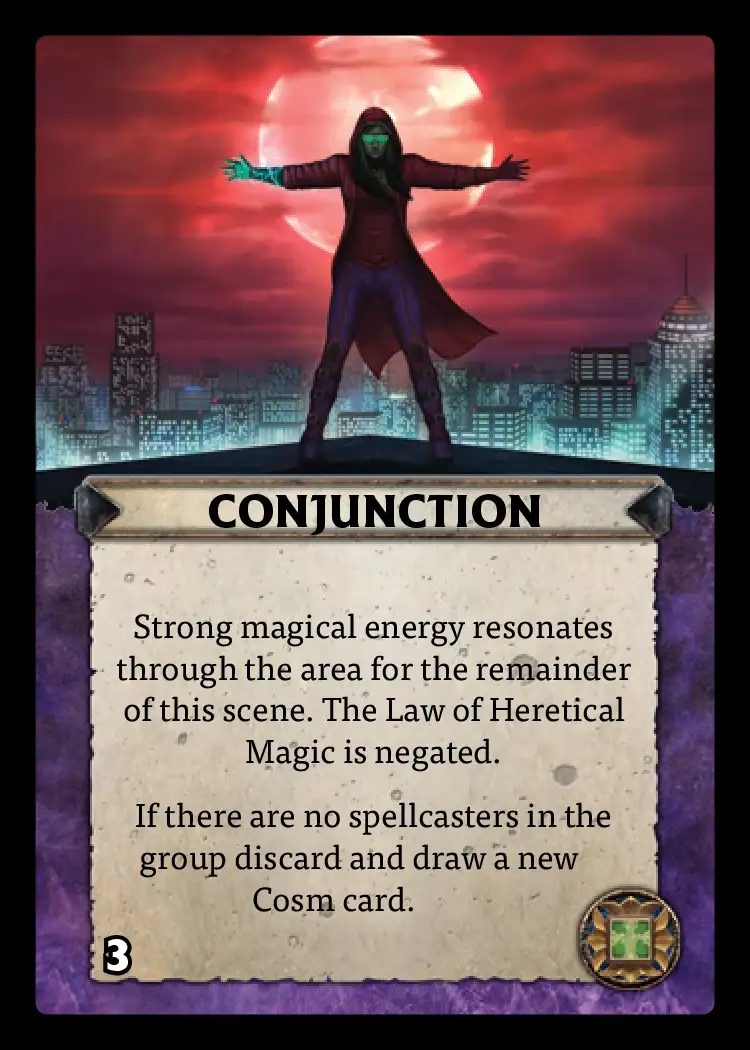 CONJUNCTION
Strong magical energy resonates
through the area for the remainder
of this scene. The Law of Heretical
Magic is negated.
If there are no spellcasters in the
group discard and draw a new
Cosm card.
3